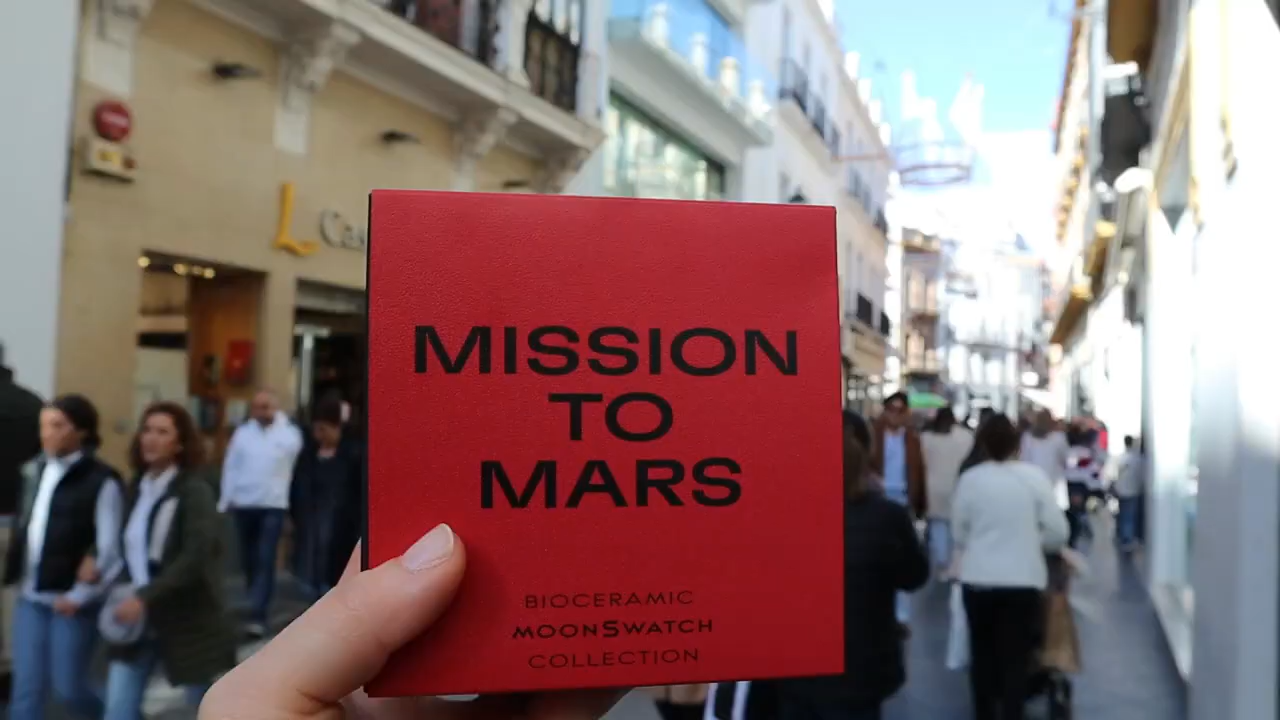 L
MISSION
TO
MARS
BIOCERAMIC
MOONSWATCH
COLLECTION